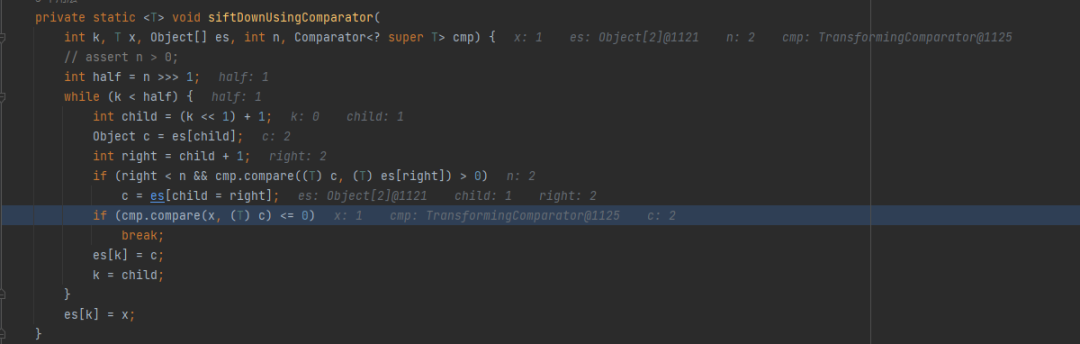 private static <T> void siftDownUsingComparator(
int k, T x, Object[] es, int n, Comparator<? super T> cmp) { x: 1 es: Object[2]@1121 n: 2 cmp: TransformingComparator@1125
// assert n > 0;
int half = n >>> 1; half: 1
while (k < half) { half: 1
int child = (k << 1) + 1; k: 0 child: 1
Object c = es[child]; c: 2
int right = child + 1; right: 2
if (right < n && cmp.compare((T) c, (T) es[right]) > 0) n: 2
c = es[child = right]; es: Object[2]@1121 child: 1 right: 2
if (cmp.compare(x, (T) c) <= 0) x: 1 cmp: TransformingComparator@1125 c: 2
break;
es[k] = c;
k = child;
}
es[k] = x;
}